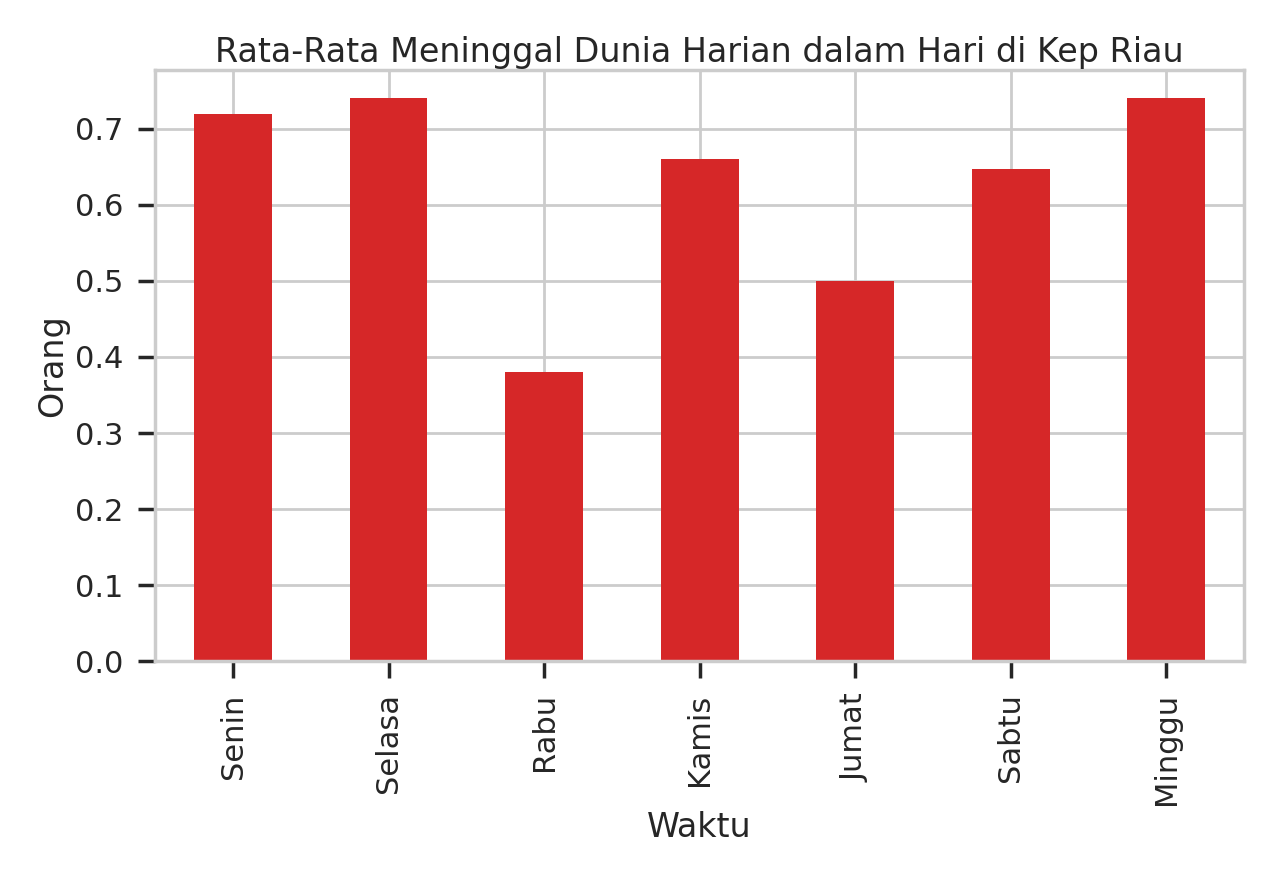 Rata-Rata Meninggal Dunia Harian dalam Hari di Kep Riau
0.7
0.6
0.5
0.4
0.3
0.2
0.1
0.0
Orang
Senin
Selasa
Rabu
Kamis
Jumat
Sabtu
Minggu
Waktu